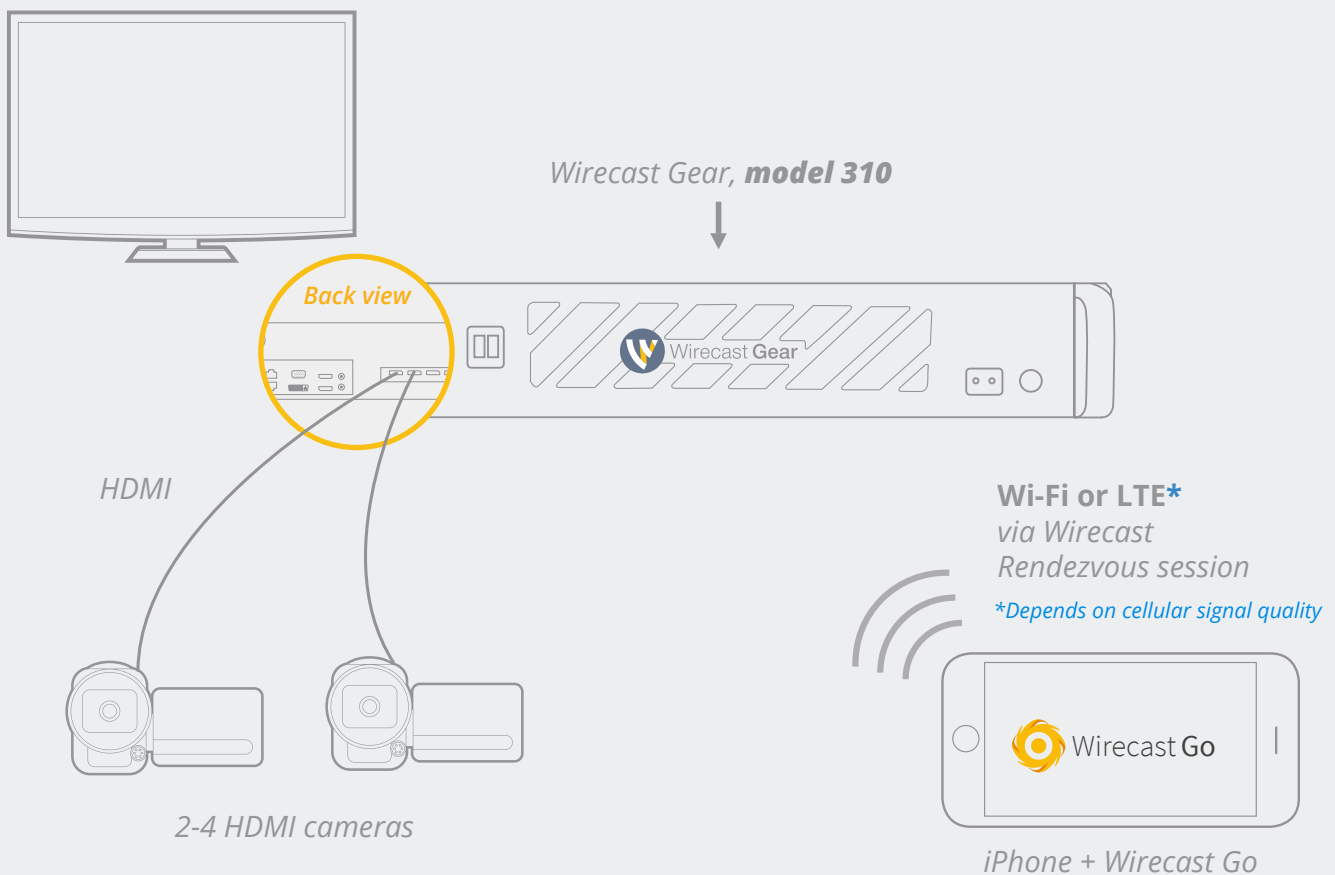 Wirecast Gear, model 310
Back view
Wirecast Gear
HDMI
Wi-Fi or LTE*
via Wirecast
Rendezvous session
*Depends on cellular signal quality
Wirecast Go
2-4 HDMI cameras
iPhone + Wirecast Go